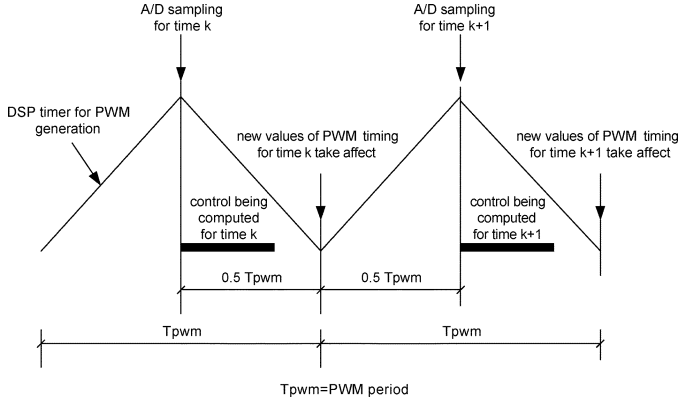 A/D sampling
for time k
A/D sampling
for time k+1
DSP timer for PWM
generation
new values of PWM timing
for time k take affect
new values of PWM timing
for time k+1 take affect
control being
computed
for time k
control being
computed
for time k+1
0.5 Tpwm
0.5 Tpwm
Tpwm
Tpwm
Tpwm=PWM period